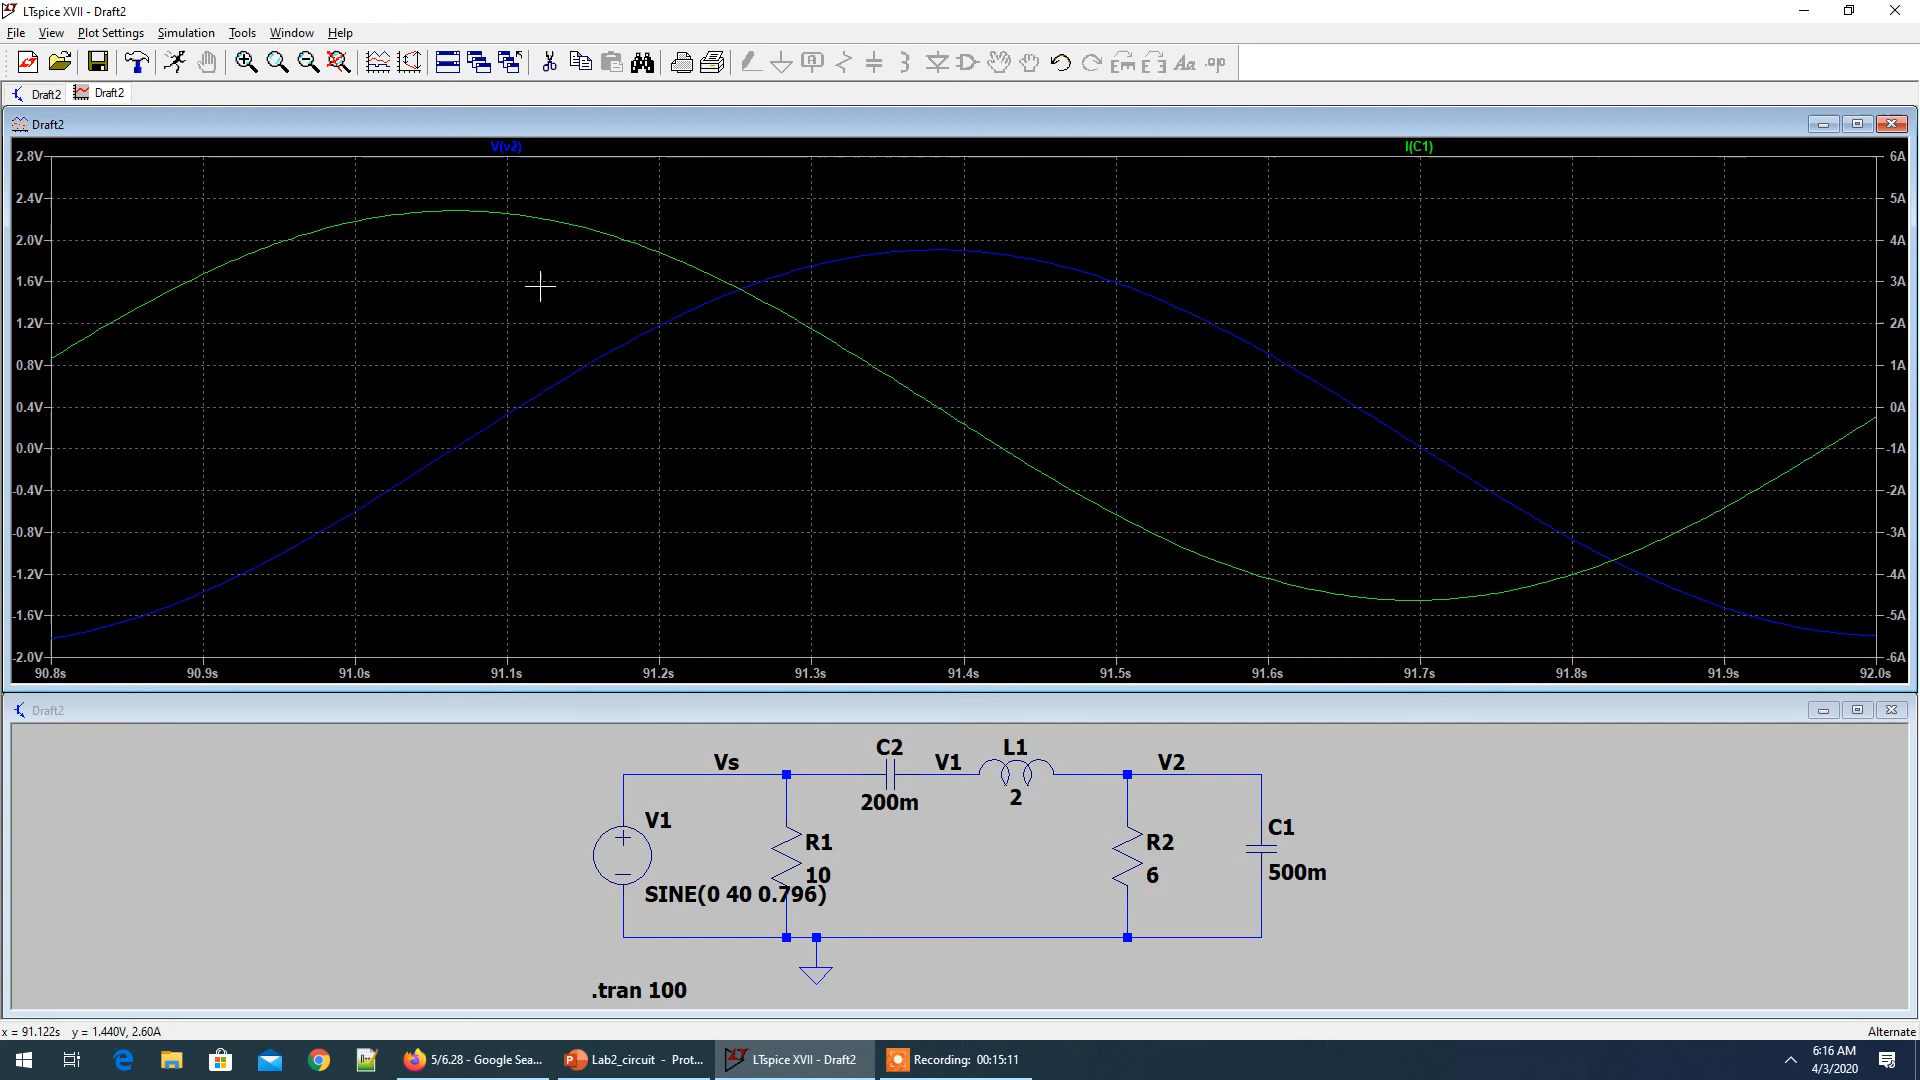 LTspice XVII - Draft2
File View Plot Settings Simulation Tools Window Help
Draft2 Draft2
Draft2
V(v2) I(C1)
2.8V 6A
2.4V 5A
2.0V 4A
1.6V 3A
1.2V 2A
0.8V 1A
0.4V 0A
0.0V -1A
-0.4V -2A
-0.8V -3A
-1.2V -4A
-1.6V -5A
-2.0V -6A
90.8s 90.9s 91.0s 91.1s 91.2s 91.3s 91.4s 91.5s 91.6s 91.7s 91.8s 91.9s 92.0s
Draft2
C2 L1
Vs V1 V2
200m 2
V1 C1
R1 R2
10 6 500m
SINE(0 40 0.796)
.tran 100
x = 91.122s y = 1.440V, 2.60A Alternate
5/6.28 - Google Sea... Lab2_circuit - Prot... LTspice XVII - Draft2 Recording: 00:15:11 6:16 AM
4/3/2020